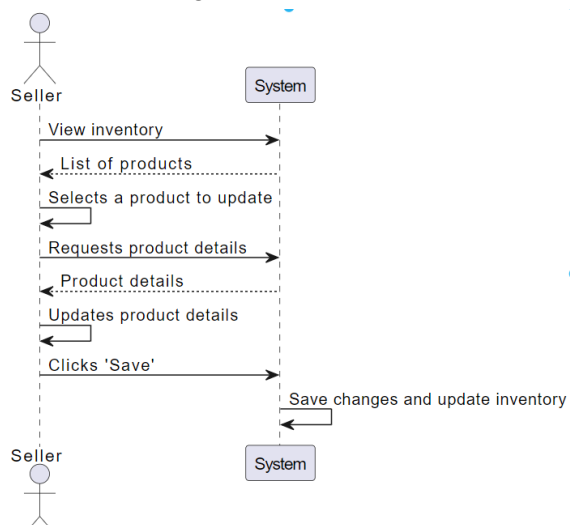 Seller
System
View inventory
List of products
Selects a product to update
Requests product details
Product details
Updates product details
Clicks 'Save'
Save changes and update inventory
Seller
System